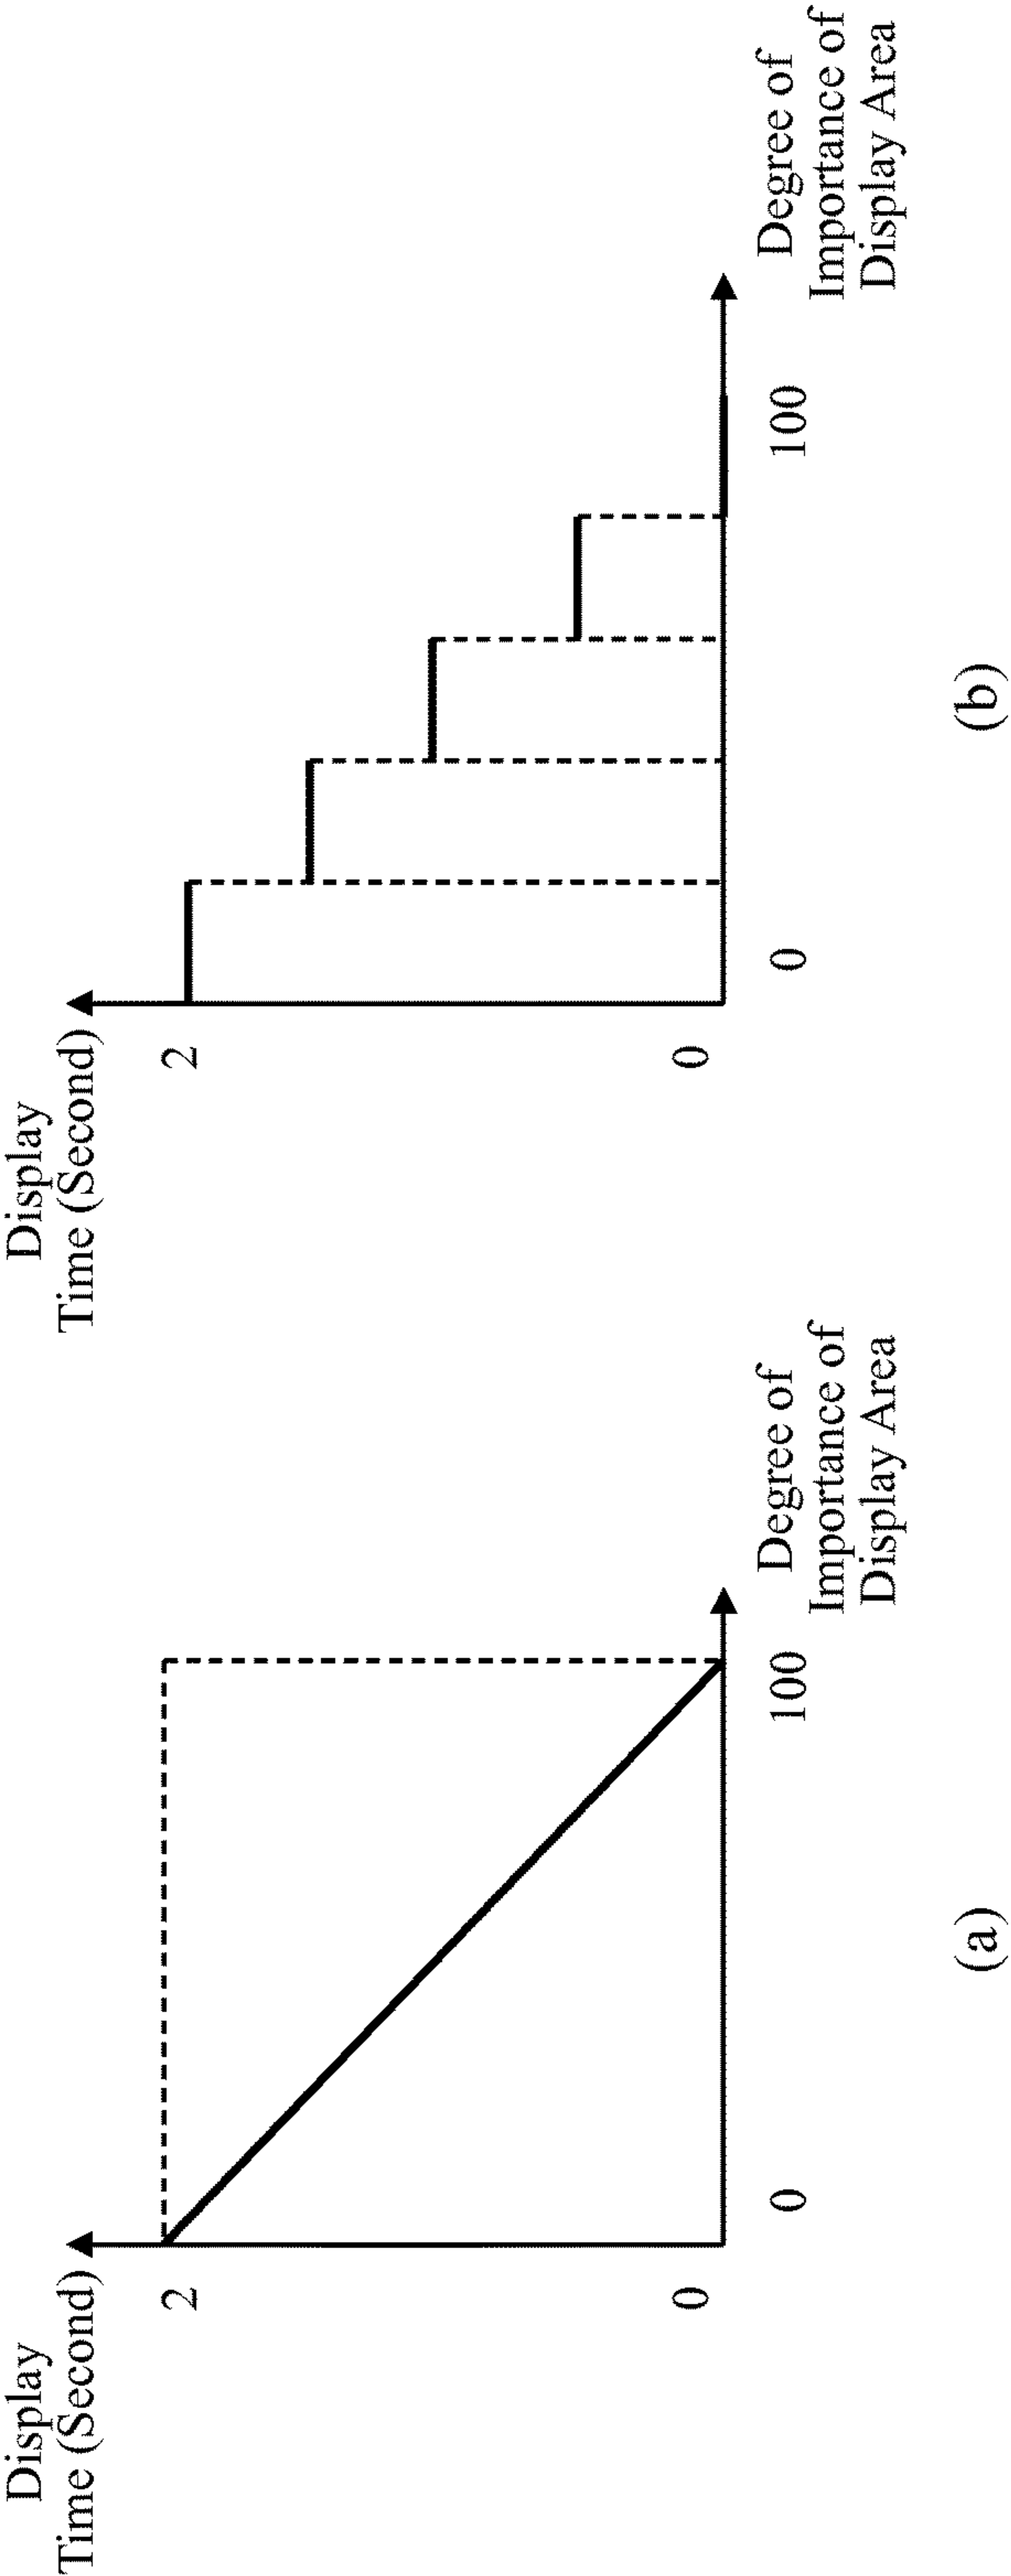 Display
Time (Second)
2
0
0
100
Degree of
Importance of
Display Area
(a)
Display
Time (Second)
2
0
0
100
Degree of
Importance of
Display Area
(b)